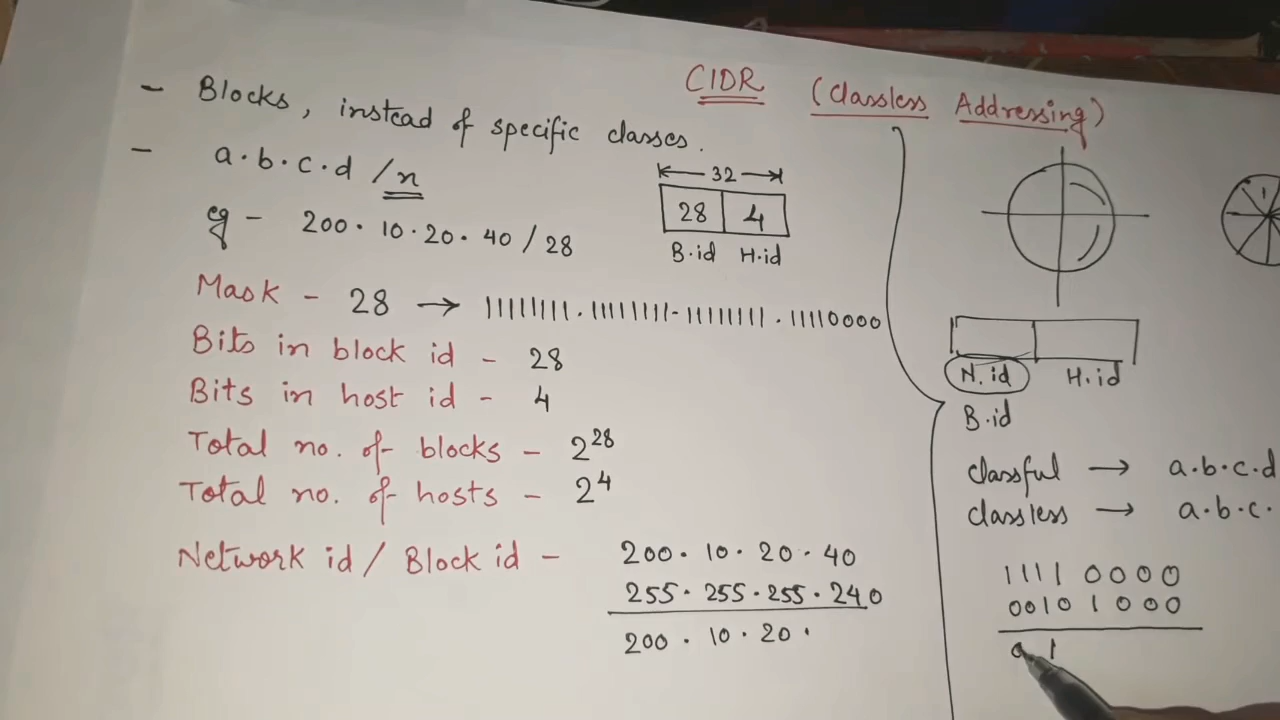 CIDR (Classless Addressing)
- Blocks, instead of specific classes.
- a.b.c.d /n
eg - 200.10.20.40/28
32
28 4
B.id H.id
Mask - 28 → 11111111.11111111.11111111.11110000
Bits in block id - 28
Bits in host id - 4
Total no. of blocks - 2^28
Total no. of hosts - 2^4
Network id / Block id - 200.10.20.40
255.255.255.240
200.10.20.
1
N.id H.id
B.id
classful → a.b.c.d
classless → a.b.c.
1111 0000
0010 1000
0 1